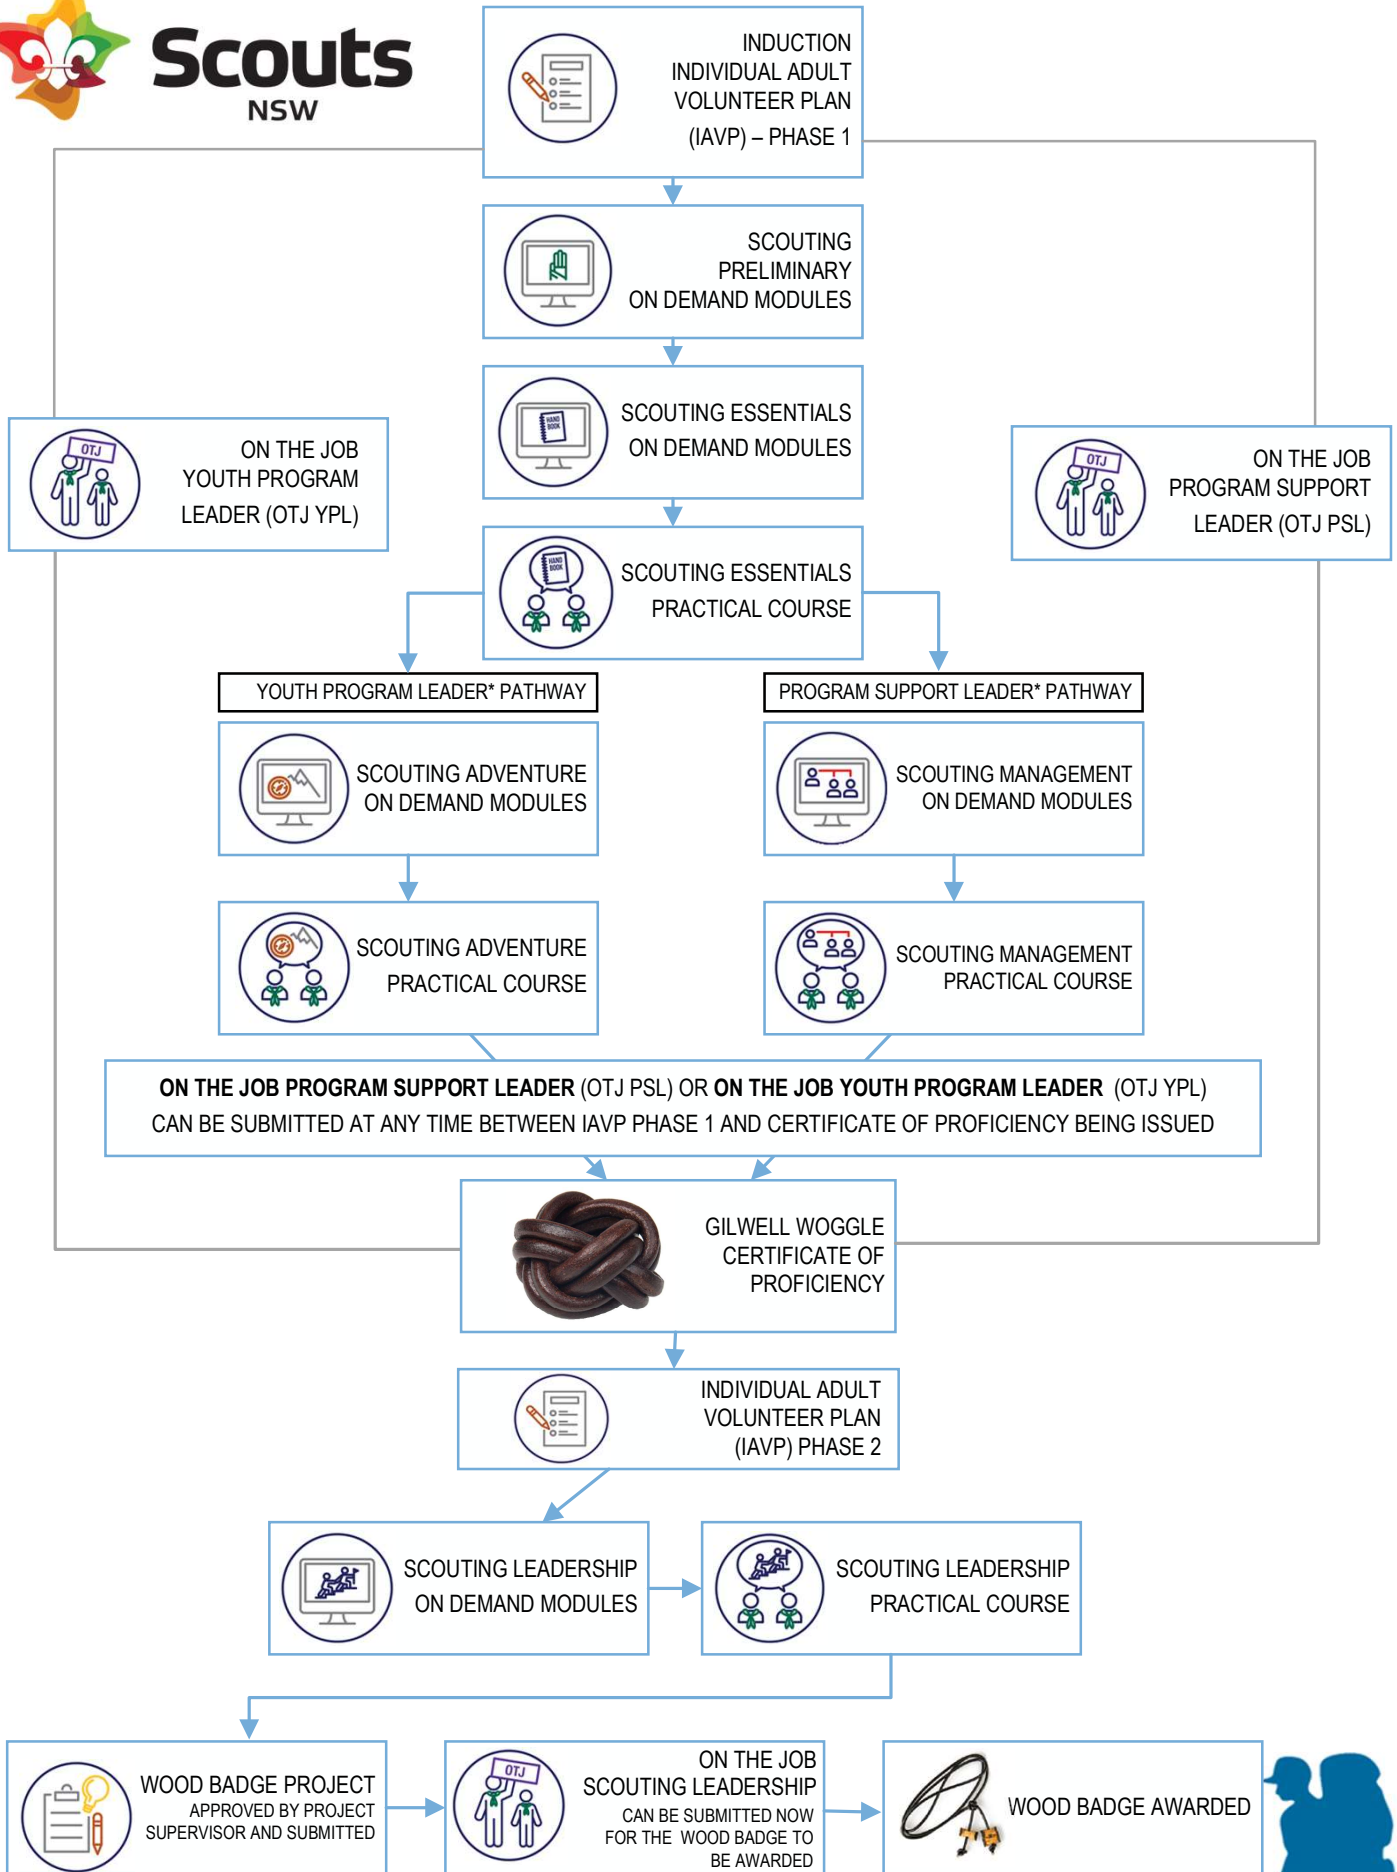 Scouts
NSW
INDUCTION
INDIVIDUAL ADULT
VOLUNTEER PLAN
(IAVP) – PHASE 1
SCOUTING
PRELIMINARY
ON DEMAND MODULES
HAND
BOOK
SCOUTING ESSENTIALS
ON DEMAND MODULES
OTJ
ON THE JOB
YOUTH PROGRAM
LEADER (OTJ YPL)
OTJ
ON THE JOB
PROGRAM SUPPORT
LEADER (OTJ PSL)
HAND
BOOK
SCOUTING ESSENTIALS
PRACTICAL COURSE
YOUTH PROGRAM LEADER* PATHWAY
PROGRAM SUPPORT LEADER* PATHWAY
SCOUTING ADVENTURE
ON DEMAND MODULES
SCOUTING MANAGEMENT
ON DEMAND MODULES
SCOUTING ADVENTURE
PRACTICAL COURSE
SCOUTING MANAGEMENT
PRACTICAL COURSE
ON THE JOB PROGRAM SUPPORT LEADER (OTJ PSL) OR ON THE JOB YOUTH PROGRAM LEADER (OTJ YPL)
CAN BE SUBMITTED AT ANY TIME BETWEEN IAVP PHASE 1 AND CERTIFICATE OF PROFICIENCY BEING ISSUED
GILWELL WOGGLE
CERTIFICATE OF
PROFICIENCY
INDIVIDUAL ADULT
VOLUNTEER PLAN
(IAVP) PHASE 2
SCOUTING LEADERSHIP
ON DEMAND MODULES
SCOUTING LEADERSHIP
PRACTICAL COURSE
WOOD BADGE PROJECT
APPROVED BY PROJECT
SUPERVISOR AND SUBMITTED
OTJ
ON THE JOB
SCOUTING LEADERSHIP
CAN BE SUBMITTED NOW
FOR THE WOOD BADGE TO
BE AWARDED
WOOD BADGE AWARDED